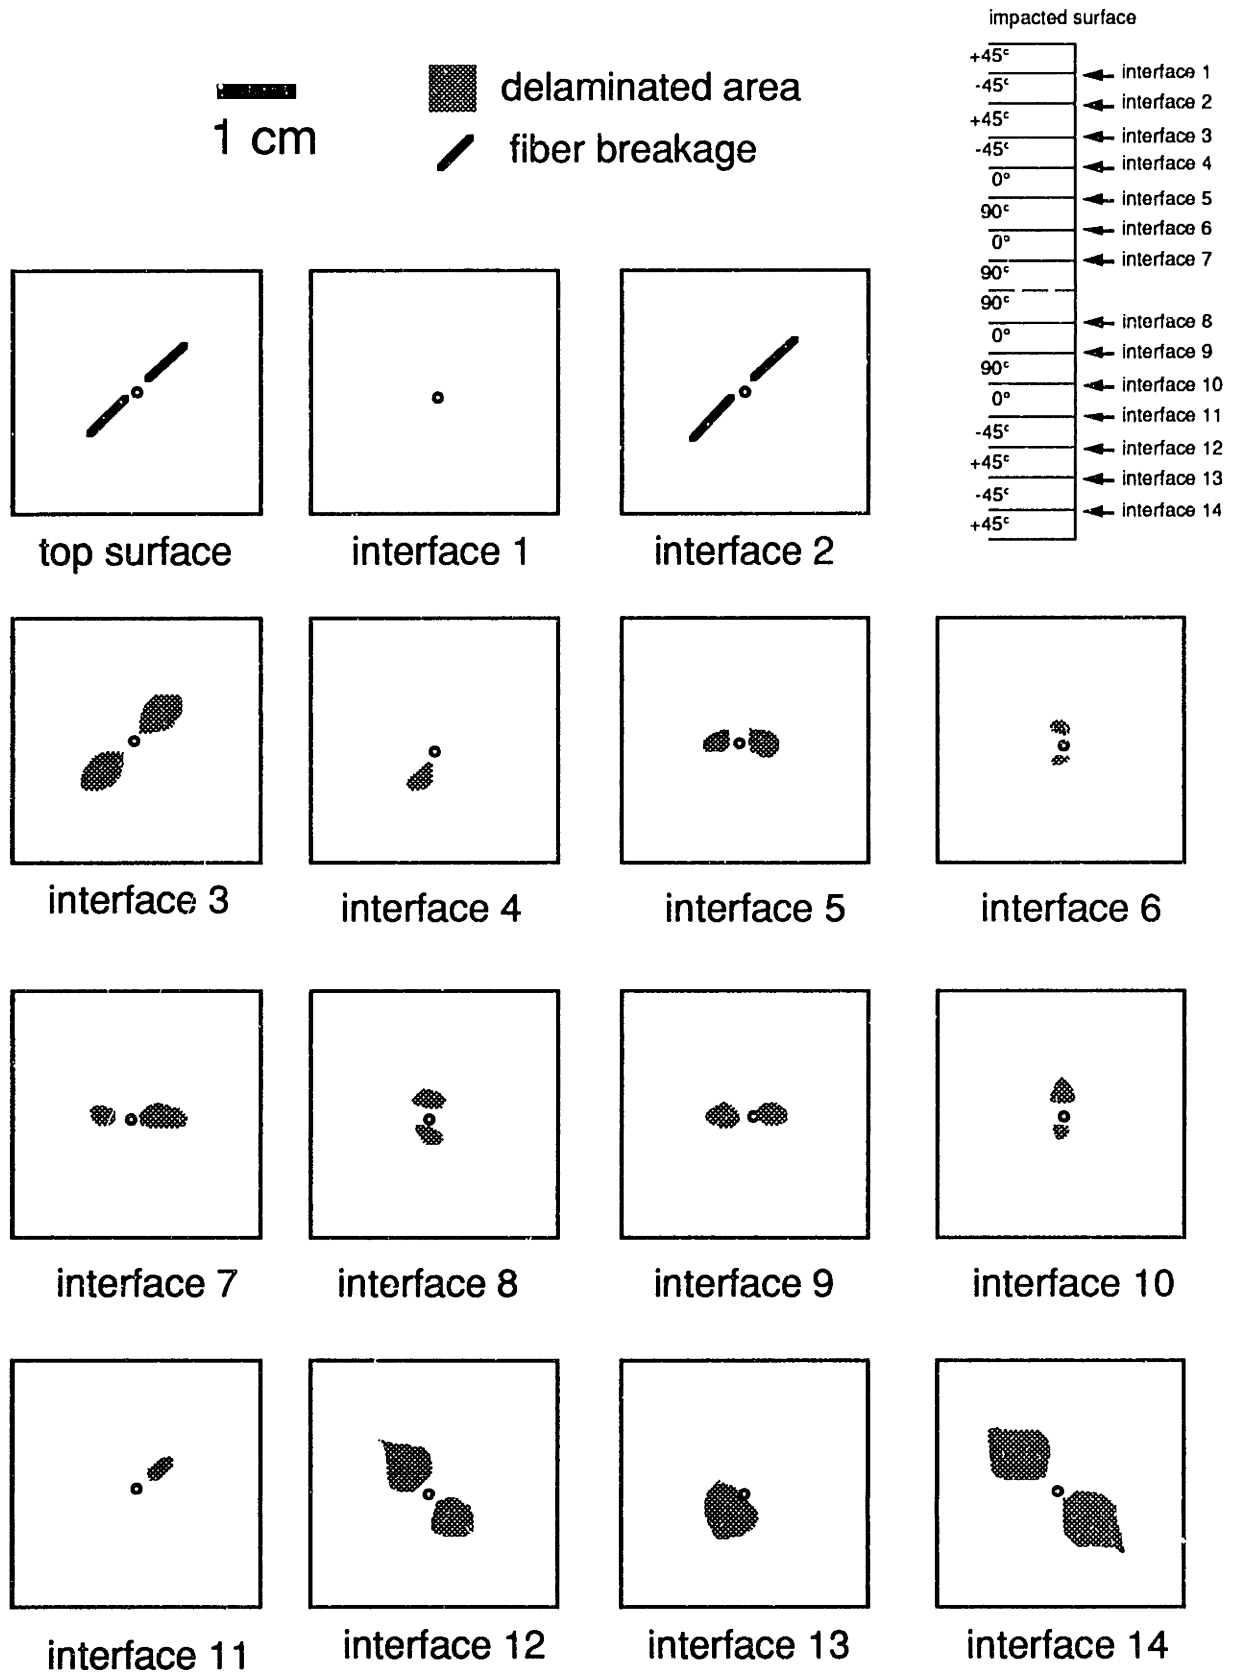 impacted surface
+45°
-45°
+45°
-45°
0°
90°
0°
90°
90°
0°
90°
0°
-45°
+45°
-45°
+45°
interface 1
interface 2
interface 3
interface 4
interface 5
interface 6
interface 7
interface 8
interface 9
interface 10
interface 11
interface 12
interface 13
interface 14
1 cm
delaminated area
fiber breakage
top surface
interface 1
interface 2
interface 3
interface 4
interface 5
interface 6
interface 7
interface 8
interface 9
interface 10
interface 11
interface 12
interface 13
interface 14